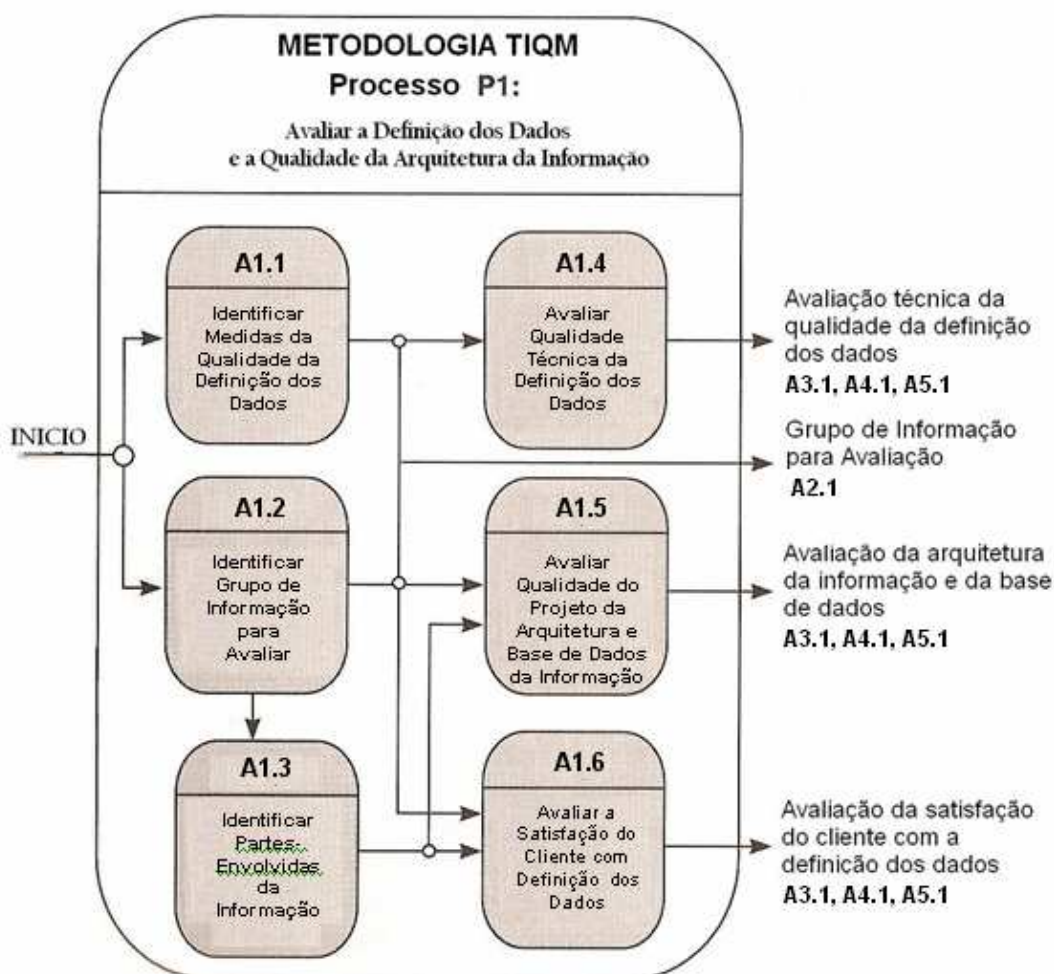 METODOLOGIA TIQM
Processo P1:
Avaliar a Definição dos Dados
e a Qualidade da Arquitetura da Informação
INICIO
A1.1
Identificar
Medidas da
Qualidade da
Definição dos
Dados
A1.4
Avaliar
Qualidade
Técnica da
Definição dos
Dados
Avaliação técnica da
qualidade da definição
dos dados
A3.1, A4.1, A5.1
Grupo de Informação
para Avaliação
A2.1
A1.2
Identificar
Grupo de
Informação
para
Avaliar
A1.5
Avaliar
Qualidade do
Projeto da
Arquitetura e
Base de Dados
da Informação
Avaliação da arquitetura
da informação e da base
de dados
A3.1, A4.1, A5.1
A1.3
Identificar
Partes-
Envolvidas
da
Informação
A1.6
Avaliar a
Satisfação do
Cliente com
Definição dos
Dados
Avaliação da satisfação
do cliente com a
definição dos dados
A3.1, A4.1, A5.1